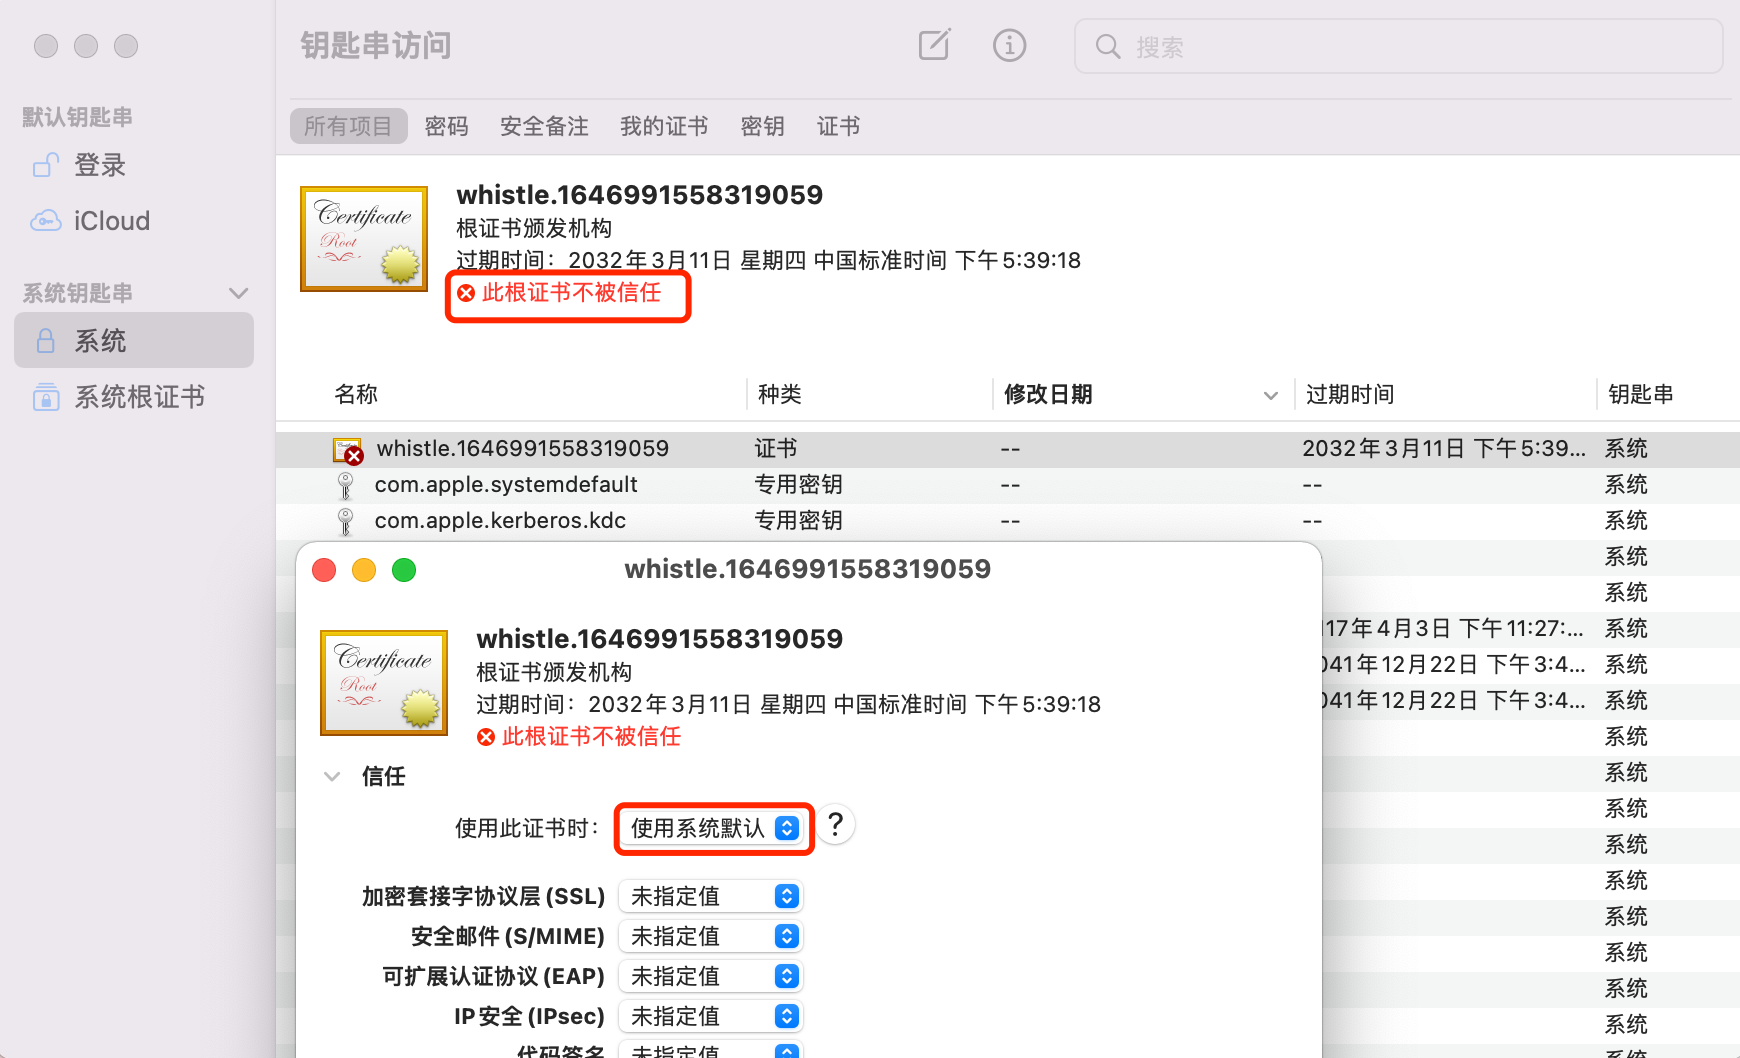 钥匙串访问
搜索
默认钥匙串
登录
iCloud
系统钥匙串
系统
系统根证书
所有项目 密码 安全备注 我的证书 密钥 证书
Certificate
Root
whistle.1646991558319059
根证书颁发机构
过期时间：2032年3月11日 星期四 中国标准时间 下午5:39:18
此根证书不被信任
名称 种类 修改日期 过期时间 钥匙串
whistle.1646991558319059 证书 -- 2032年3月11日 下午5:39... 系统
com.apple.systemdefault 专用密钥 -- -- 系统
com.apple.kerberos.kdc 专用密钥 -- -- 系统
系统
系统
17年4月3日 下午11:27:... 系统
041年12月22日 下午3:4... 系统
041年12月22日 下午3:4... 系统
系统
系统
系统
系统
系统
系统
系统
系统
系统
系统
whistle.1646991558319059
Certificate
Root
whistle.1646991558319059
根证书颁发机构
过期时间：2032年3月11日 星期四 中国标准时间 下午5:39:18
此根证书不被信任
信任
使用此证书时： 使用系统默认 ?
加密套接字协议层 (SSL) 未指定值
安全邮件 (S/MIME) 未指定值
可扩展认证协议 (EAP) 未指定值
IP 安全 (IPsec) 未指定值
代码签名 未指定值